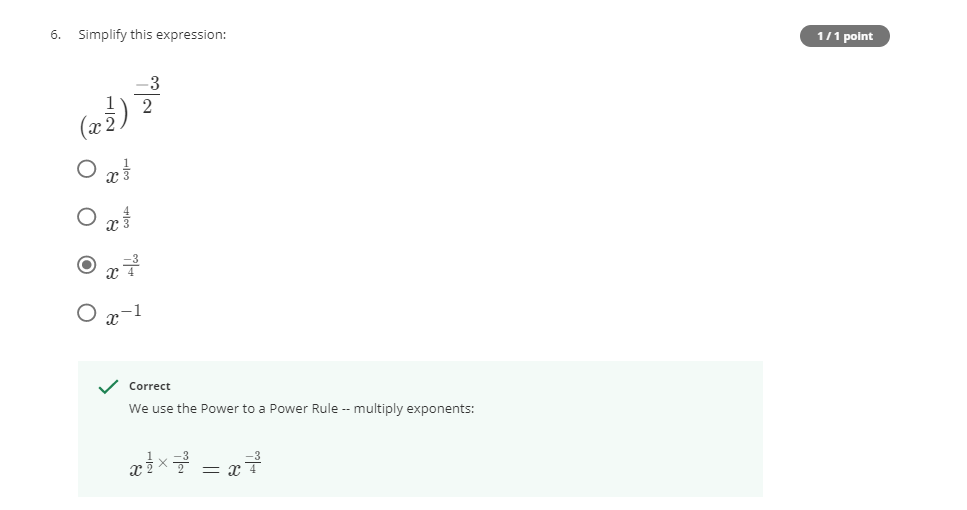 6. Simplify this expression:
1 / 1 point
(x^{\frac{1}{2}})^{\frac{-3}{2}}
x^{\frac{1}{3}}
x^{\frac{4}{3}}
x^{\frac{-3}{4}}
x^{-1}
Correct
We use the Power to a Power Rule -- multiply exponents:
x^{\frac{1}{2} \times \frac{-3}{2}} = x^{\frac{-3}{4}}